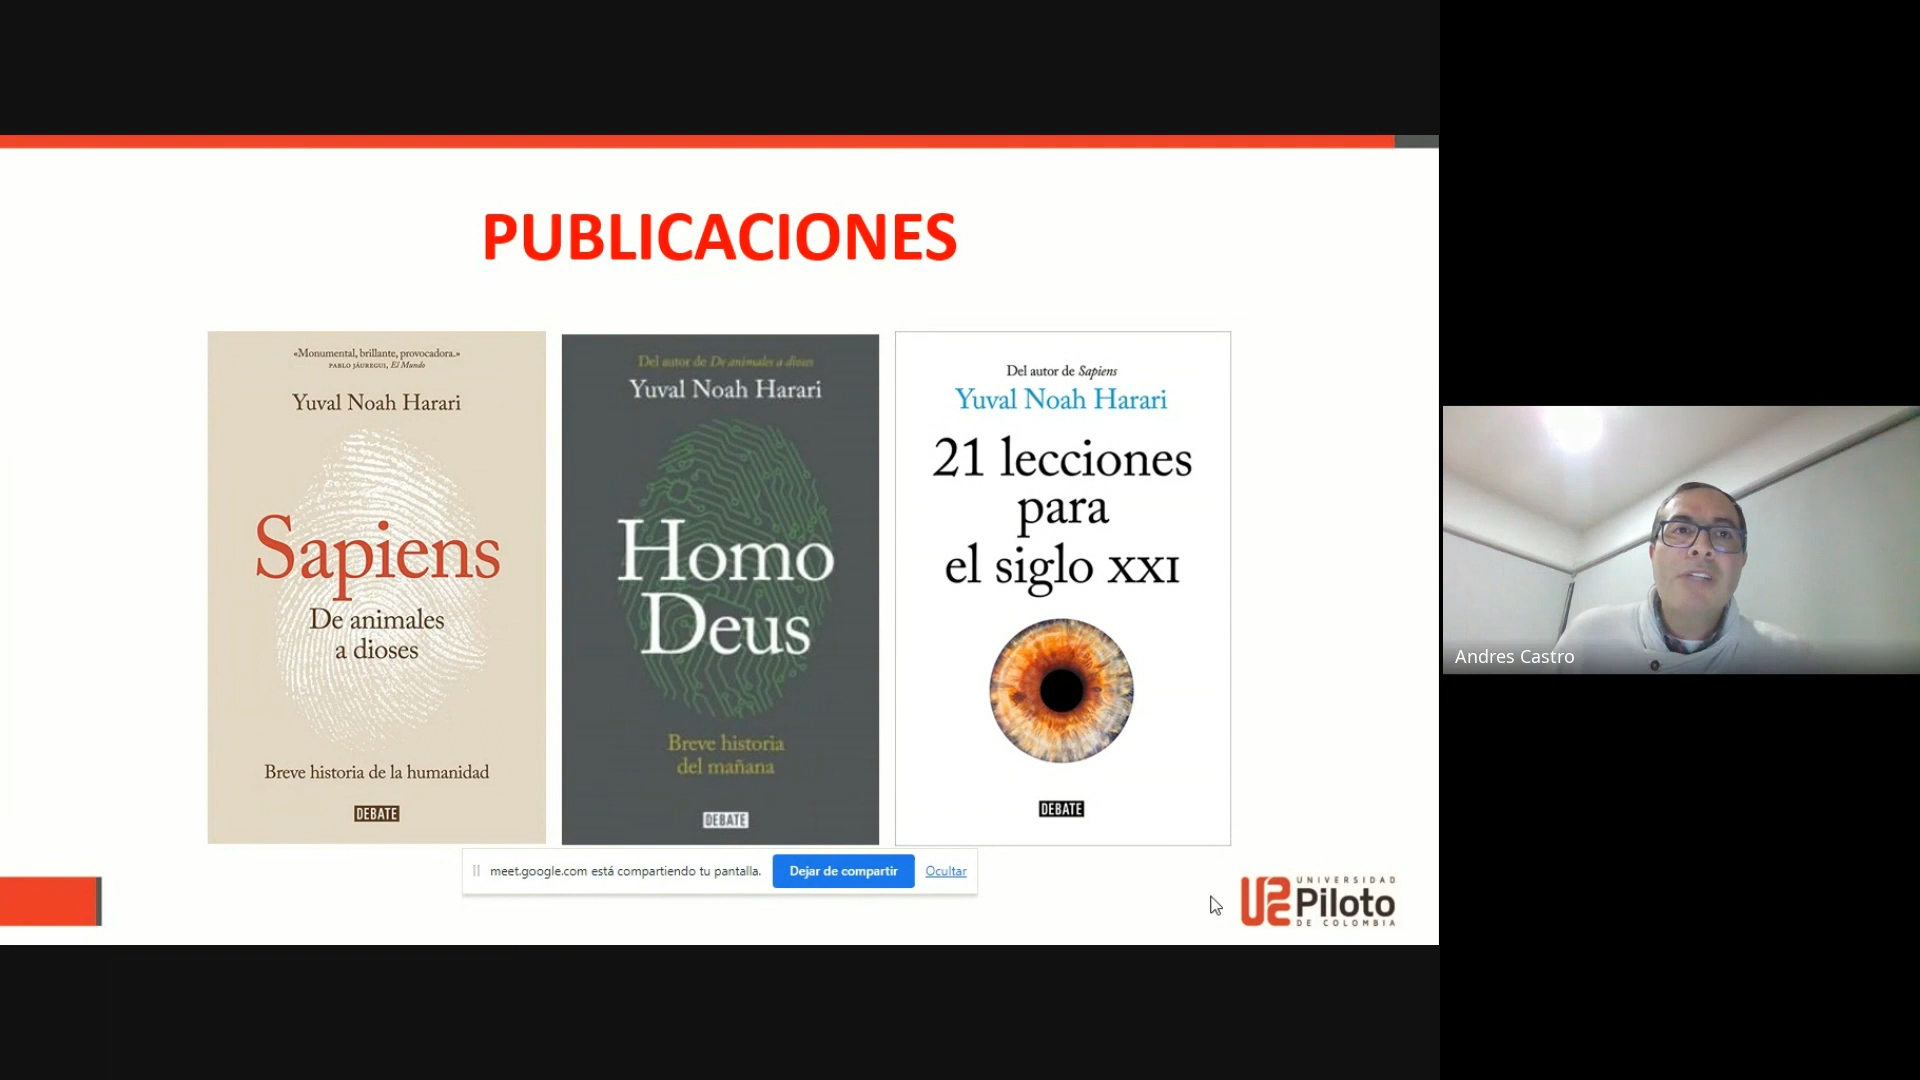 PUBLICACIONES
«Monumental, brillante, provocadora.»
PABLO JÁUREGUI, El Mundo
Yuval Noah Harari
Sapiens
De animales
a dioses
Breve historia de la humanidad
DEBATE
Del autor de De animales a dioses
Yuval Noah Harari
Homo
Deus
Breve historia
del mañana
DEBATE
Del autor de Sapiens
Yuval Noah Harari
21 lecciones
para
el siglo XXI
DEBATE
meet.google.com está compartiendo tu pantalla.
Dejar de compartir
Ocultar
UNIVERSIDAD
Piloto
DE COLOMBIA
Andres Castro